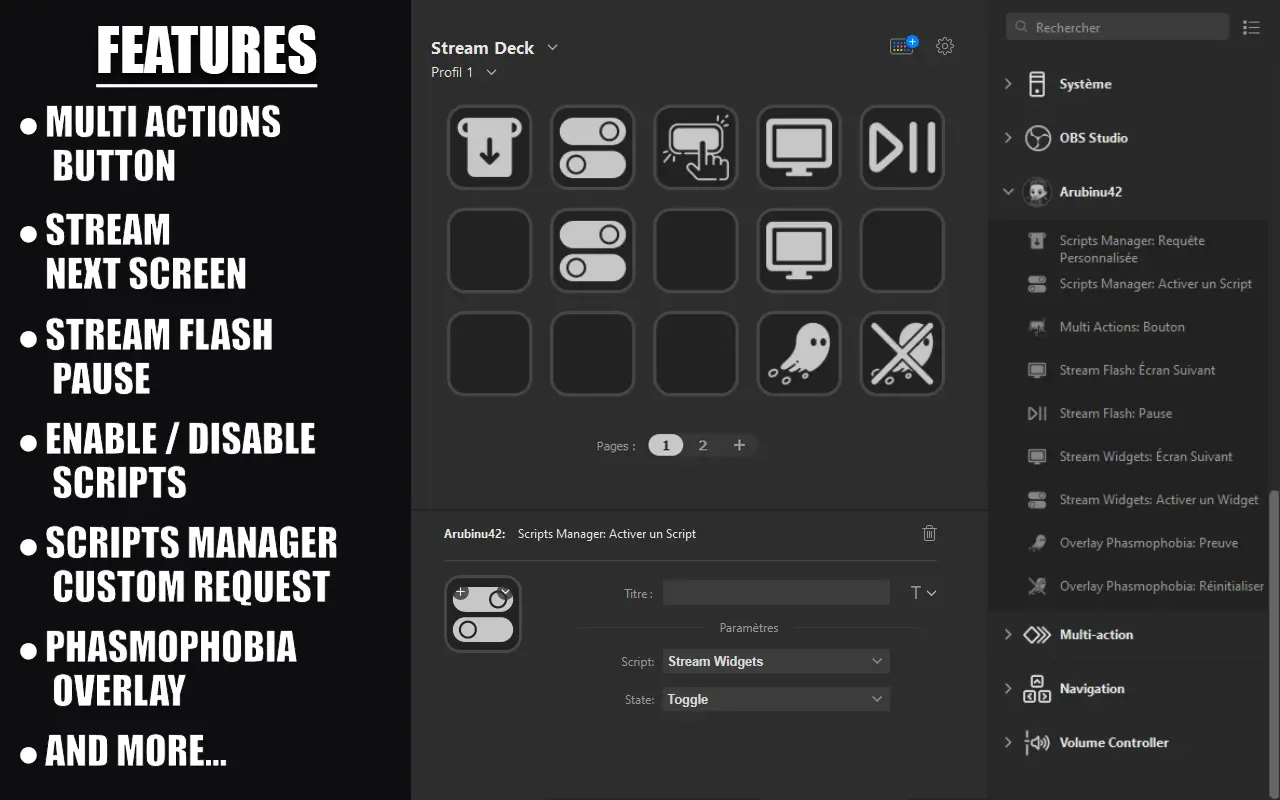 FEATURES
● MULTI ACTIONS
BUTTON
● STREAM
NEXT SCREEN
● STREAM FLASH
PAUSE
● ENABLE / DISABLE
SCRIPTS
● SCRIPTS MANAGER
CUSTOM REQUEST
● PHASMOPHOBIA
OVERLAY
● AND MORE...
Stream Deck
Profil 1
Pages :
1
2
+
Arubinu42: Scripts Manager: Activer un Script
Titre :
T
Paramètres
Script: Stream Widgets
State: Toggle
Rechercher
Système
OBS Studio
Arubinu42
Scripts Manager: Requête
Personnalisée
Scripts Manager: Activer un Script
Multi Actions: Bouton
Stream Flash: Écran Suivant
Stream Flash: Pause
Stream Widgets: Écran Suivant
Stream Widgets: Activer un Widget
Overlay Phasmophobia: Preuve
Overlay Phasmophobia: Réinitialiser
Multi-action
Navigation
Volume Controller